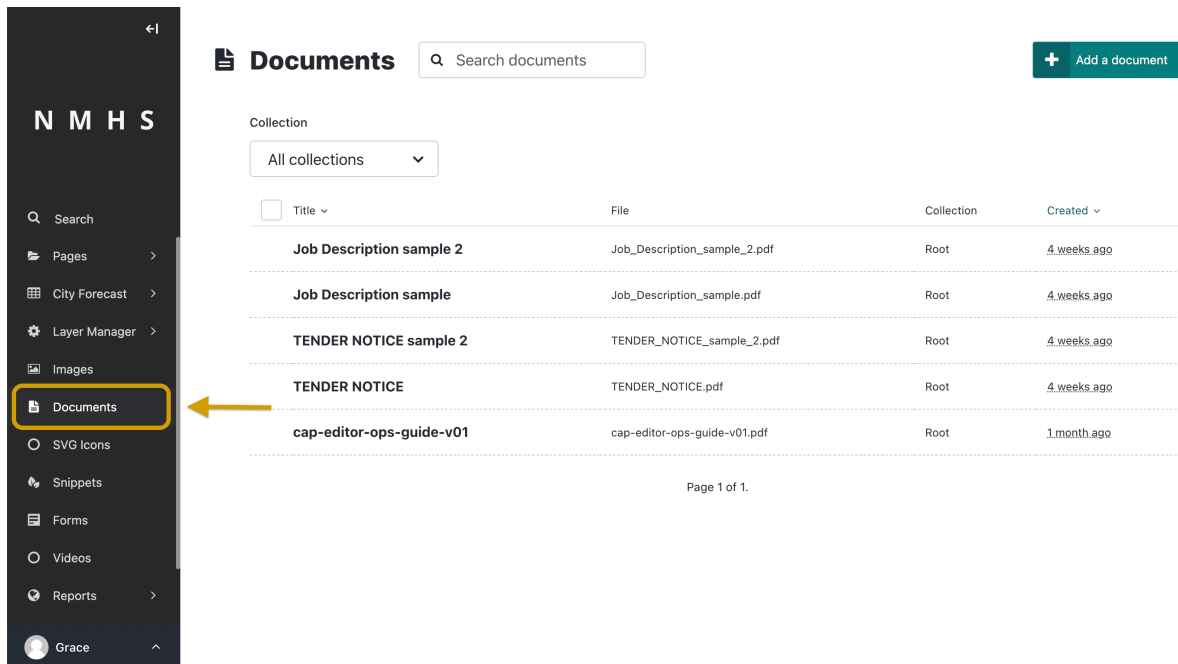 N M H S
Search
Pages
City Forecast
Layer Manager
Images
Documents
SVG Icons
Snippets
Forms
Videos
Reports
Grace
Documents
Search documents
Add a document
Collection
All collections
Title File Collection Created
Job Description sample 2 Job_Description_sample_2.pdf Root 4 weeks ago
Job Description sample Job_Description_sample.pdf Root 4 weeks ago
TENDER NOTICE sample 2 TENDER_NOTICE_sample_2.pdf Root 4 weeks ago
TENDER NOTICE TENDER_NOTICE.pdf Root 4 weeks ago
cap-editor-ops-guide-v01 cap-editor-ops-guide-v01.pdf Root 1 month ago
Page 1 of 1.